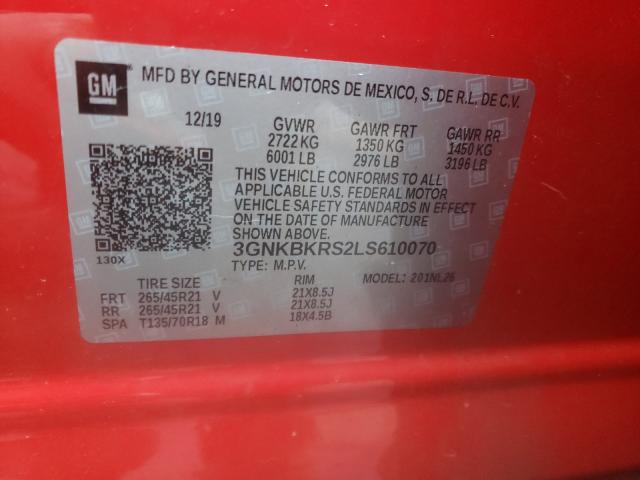 GM
MFD BY GENERAL MOTORS DE MEXICO, S. DE R.L. DE C.V.
12/19 GVWR GAWR FRT GAWR RR
2722 KG 1350 KG 1450 KG
6001 LB 2976 LB 3196 LB
THIS VEHICLE CONFORMS TO ALL
APPLICABLE U.S. FEDERAL MOTOR
VEHICLE SAFETY STANDARDS IN EFFECT
ON THE DATE OF MANUFACTURE
SHOWN ABOVE.
3GNKBKRS2LS610070
130X TYPE: M.P.V. MODEL: 201NL26
TIRE SIZE RIM
FRT 265/45R21 V 21X8.5J
RR 265/45R21 V 21X8.5J
SPA T135/70R18 M 18X4.5B